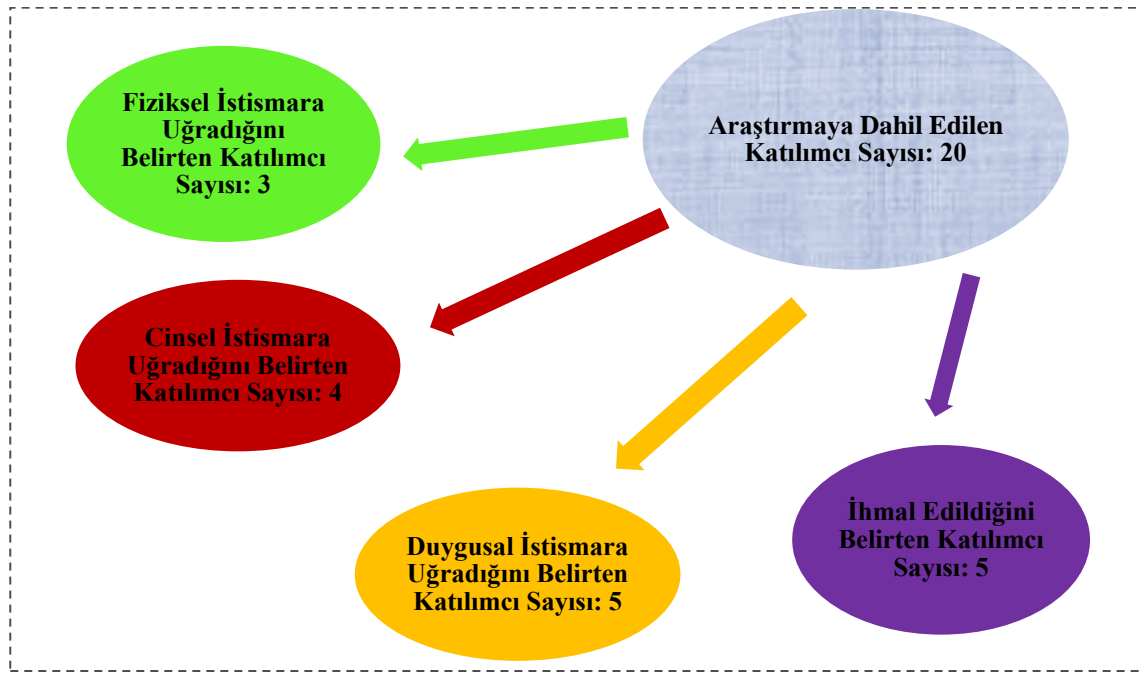 Fiziksel İstismara
Uğradığını
Belirten Katılımcı
Sayısı: 3
Araştırmaya Dahil Edilen
Katılımcı Sayısı: 20
Cinsel İstismara
Uğradığını Belirten
Katılımcı Sayısı: 4
Duygusal İstismara
Uğradığını Belirten
Katılımcı Sayısı: 5
İhmal Edildiğini
Belirten Katılımcı
Sayısı: 5